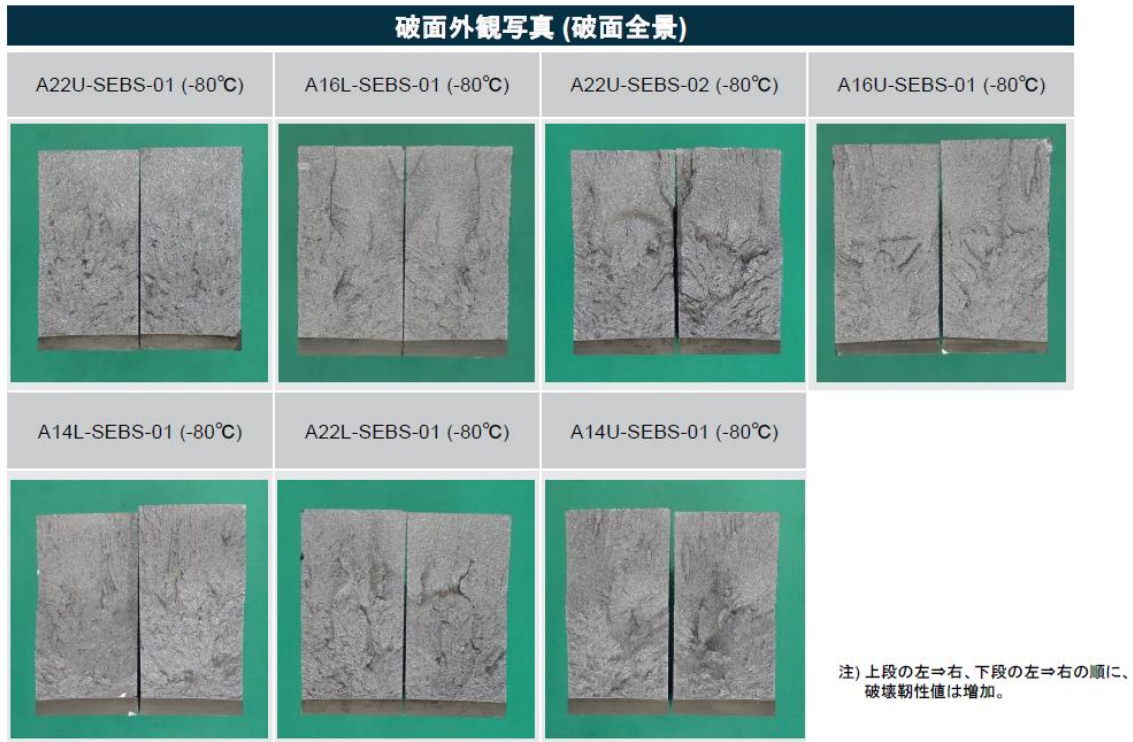 破面外観写真 (破面全景)
A22U-SEBS-01 (-80℃)
A16L-SEBS-01 (-80℃)
A22U-SEBS-02 (-80℃)
A16U-SEBS-01 (-80℃)
A14L-SEBS-01 (-80℃)
A22L-SEBS-01 (-80℃)
A14U-SEBS-01 (-80℃)
注) 上段の左⇒右、下段の左⇒右の順に、
破壊靭性値は増加。